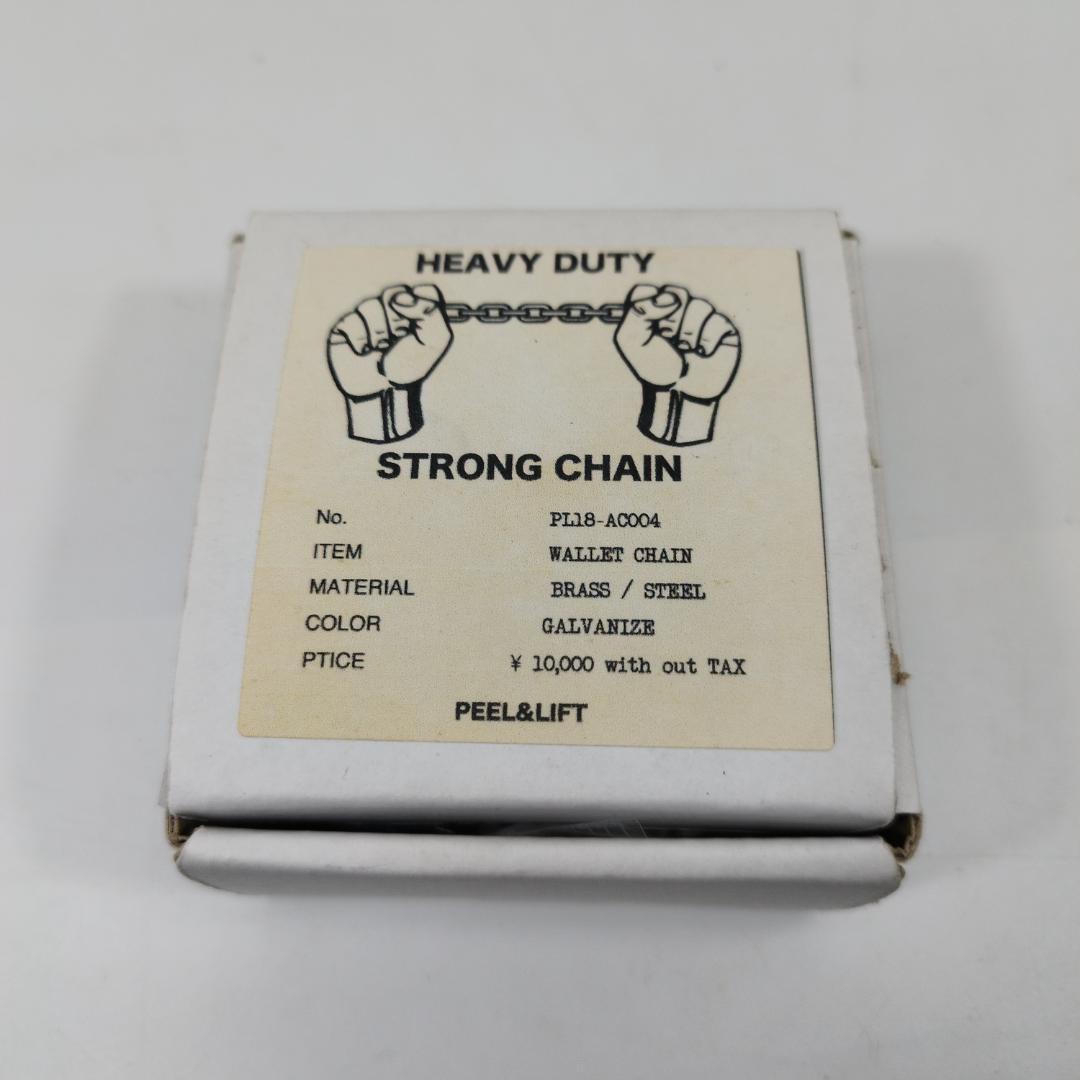 HEAVY DUTY
STRONG CHAIN
No. PL18-AC004
ITEM WALLET CHAIN
MATERIAL BRASS / STEEL
COLOR GALVANIZE
PTICE ¥ 10,000 with out TAX
PEEL&LIFT